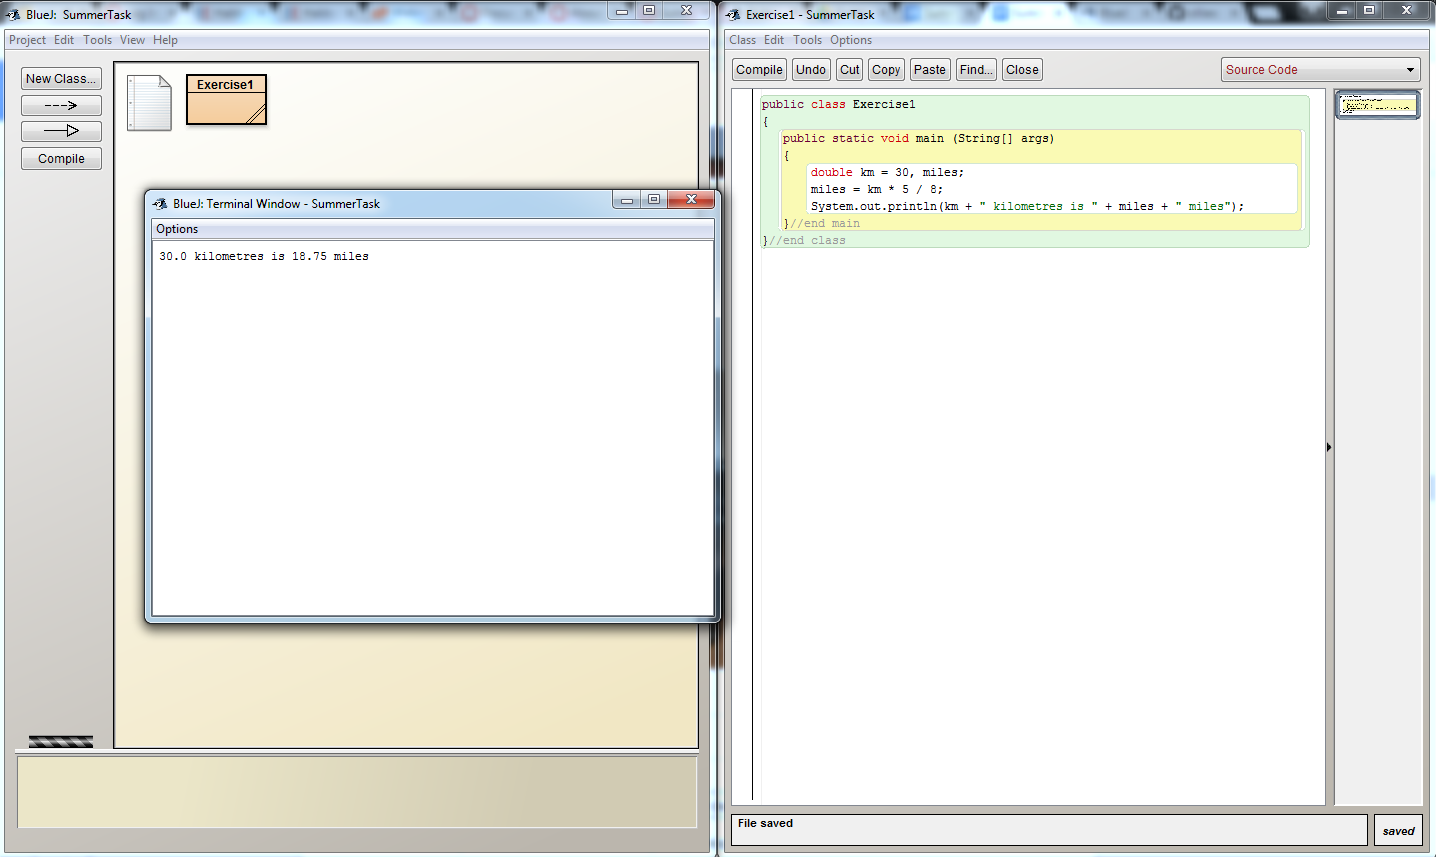 BlueJ: SummerTask
Project Edit Tools View Help
New Class...
Compile
Exercise1
BlueJ: Terminal Window - SummerTask
Options
30.0 kilometres is 18.75 miles
Exercise1 - SummerTask
Class Edit Tools Options
Compile Undo Cut Copy Paste Find... Close Source Code
public class Exercise1
{
public static void main (String[] args)
{
double km = 30, miles;
miles = km * 5 / 8;
System.out.println(km + " kilometres is " + miles + " miles");
}//end main
}//end class
File saved
saved